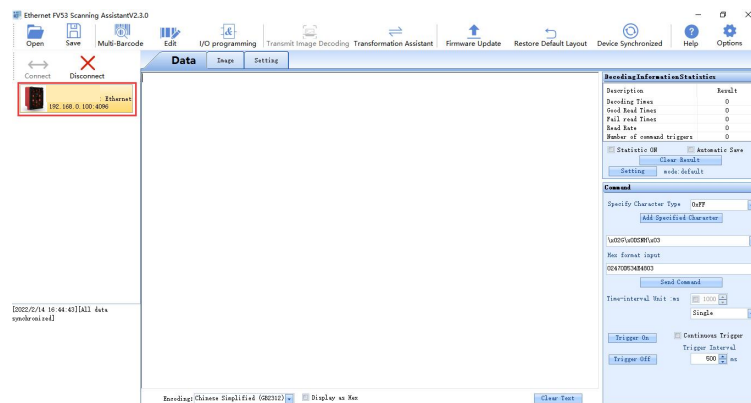 Ethernet FV53 Scanning AssistantV2.3.0
Open Save Multi-Barcode Edit I/O programming Transmit Image Decoding Transformation Assistant Firmware Update Restore Default Layout Device Synchronized Help Options
Connect Disconnect
Data Image Setting
: Ethernet
192.168.0.100:4096
[2022/2/14 16:44:43][All data
synchronized]
Encoding: Chinese Simplified (GB2312) Display as Hex Clear Text
DecodingInformationStatistics
Description Result
Decoding Times 0
Good Read Times 0
Fail read Times 0
Read Rate 0
Number of command triggers 0
Statistic ON Automatic Save
Clear Result
Setting mode:default
Command
Specify Character Type 0xFF
Add Specified Character
\x02G\x0DSNH\x03
Hex format input
02470D534B4803
Send Command
Time-interval Unit :ms 1000
Single
Trigger On Continuous Trigger
Trigger Interval
Trigger Off 500 ms